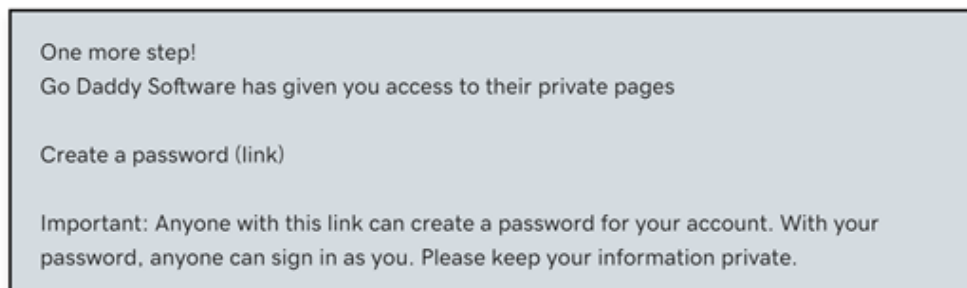 One more step!
Go Daddy Software has given you access to their private pages
Create a password (link)
Important: Anyone with this link can create a password for your account. With your
password, anyone can sign in as you. Please keep your information private.